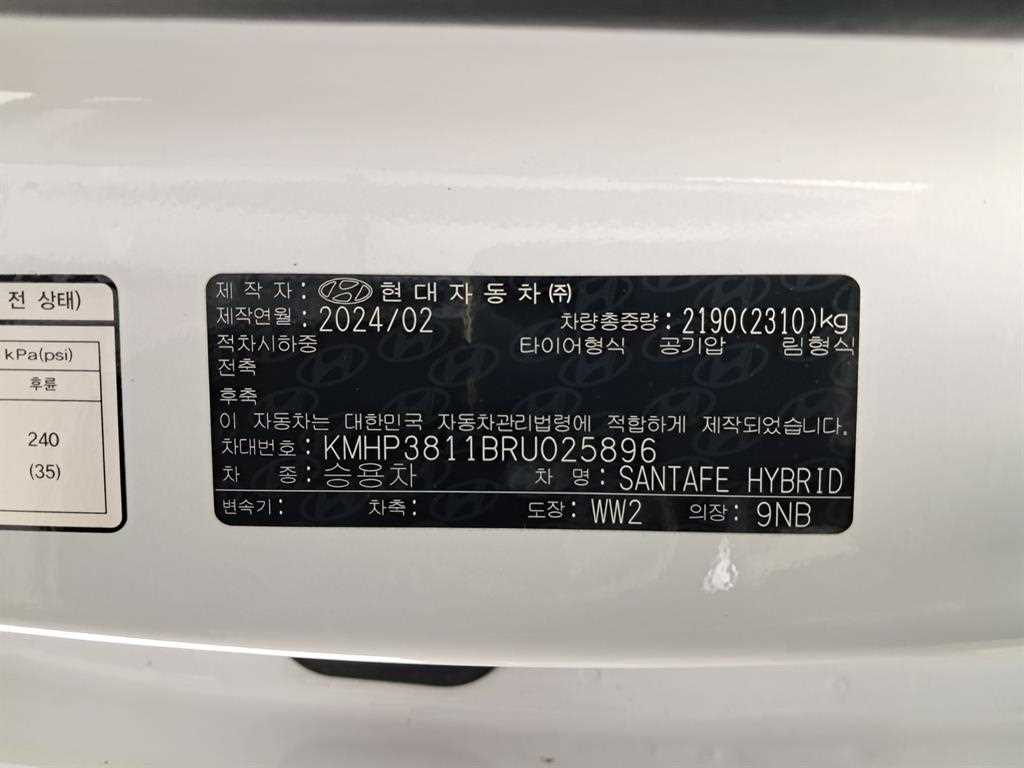 전 상태)
kPa(psi)
후륜
240
(35)
제 작 자 : 현대자동차㈜
제작연월 : 2024/02 차량총중량 : 2190(2310)kg
적차시하중 타이어형식 공기압 림형식
전축
후축
이 자동차는 대한민국 자동차관리법령에 적합하게 제작되었습니다.
차대번호 : KMHP3811BRU025896
차 종 : 승용차 차 명 : SANTAFE HYBRID
변속기 : 차축 : 도장 : WW2 의장 : 9NB